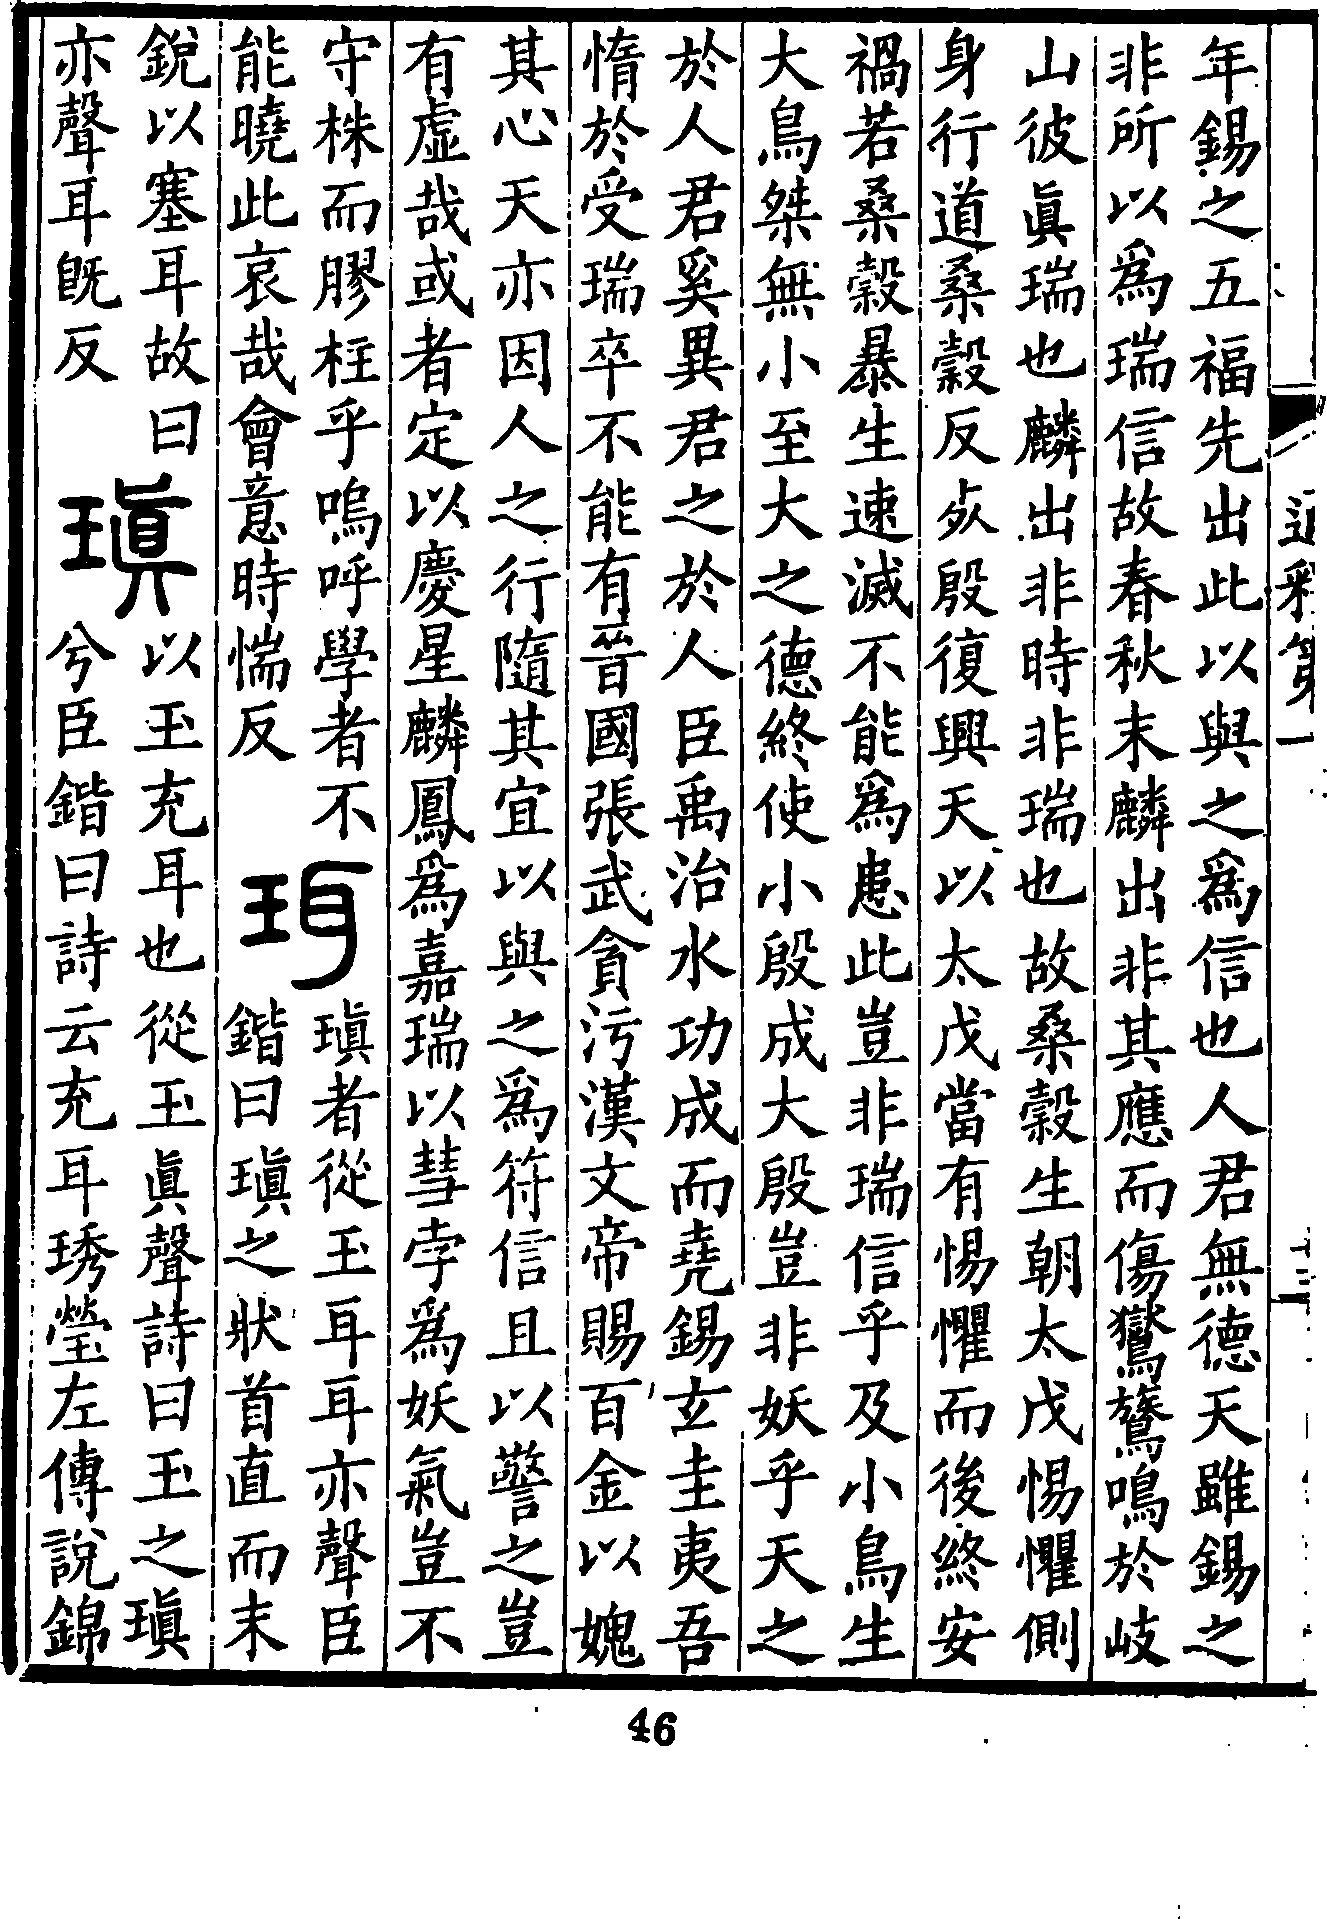 年錫之五福先出此以與之爲信也人君無德天雖錫之
非所以爲瑞信故春秋末麟出非其應而傷鸑鷟鳴於岐
山彼眞瑞也麟出非時非瑞也故桑穀生朝太戊惕懼側
身行道桑穀反夃殷復興天以太戊當有惕懼而後終安
禍若桑穀暴生速滅不能爲患此豈非瑞信乎及小鳥生
大鳥桀無小至大之德終使小殷成大殷豈非妖乎天之
於人君奚異君之於人臣禹治水功成而堯錫玄圭夷吾
惰於受瑞卒不能有晉國張武貪污漢文帝賜百金以媿
其心天亦因人之行隨其宜以與之爲符信且以警之豈
有虛哉或者定以慶星麟鳳爲嘉瑞以彗孛爲妖氣豈不
守株而膠柱乎嗚呼學者不
能曉此哀哉會意時惴反
珥
瑱者從玉耳耳亦聲臣
鍇曰瑱之狀首直而末
銳以塞耳故曰
亦聲耳旣反
瑱
以玉充耳也從玉眞聲詩曰玉之瑱
兮臣鍇曰詩云充耳琇瑩左傳說錦
近釋第一
十三
46